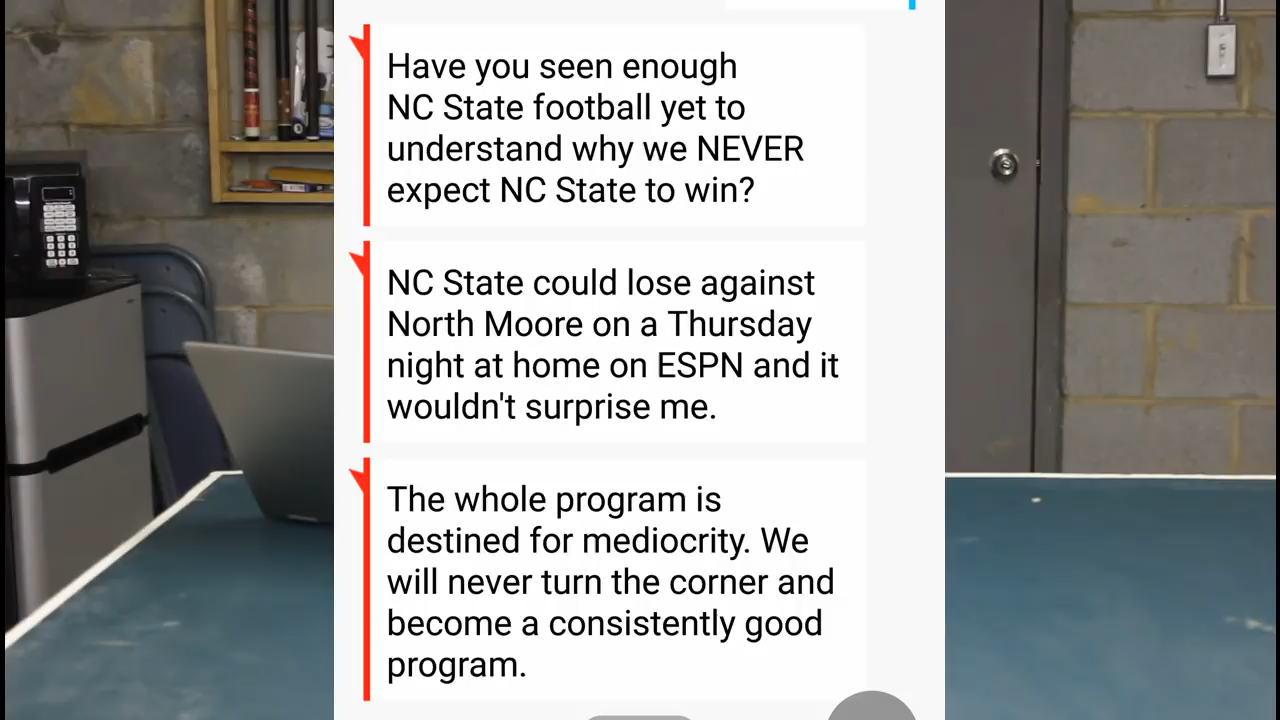 Have you seen enough
NC State football yet to
understand why we NEVER
expect NC State to win?
NC State could lose against
North Moore on a Thursday
night at home on ESPN and it
wouldn't surprise me.
The whole program is
destined for mediocrity. We
will never turn the corner and
become a consistently good
program.